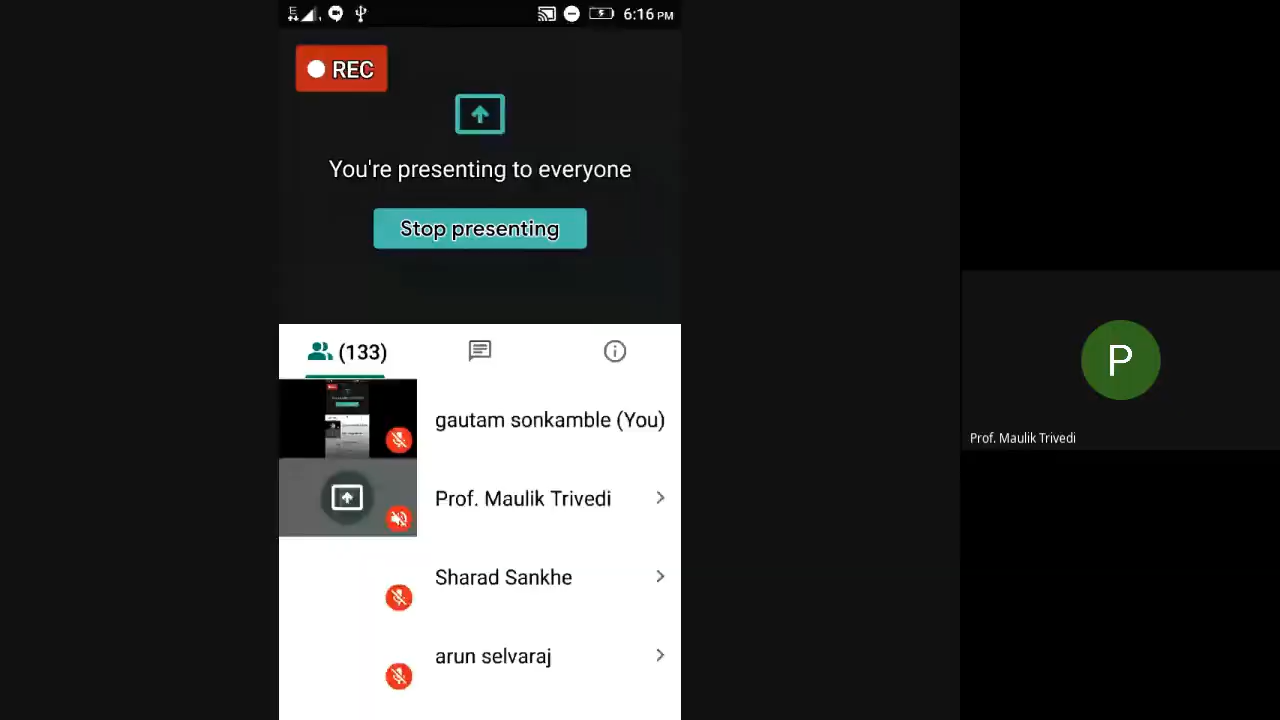 E
6:16 PM
REC
You're presenting to everyone
Stop presenting
(133)
gautam sonkamble (You)
Prof. Maulik Trivedi
Sharad Sankhe
arun selvaraj
P
Prof. Maulik Trivedi